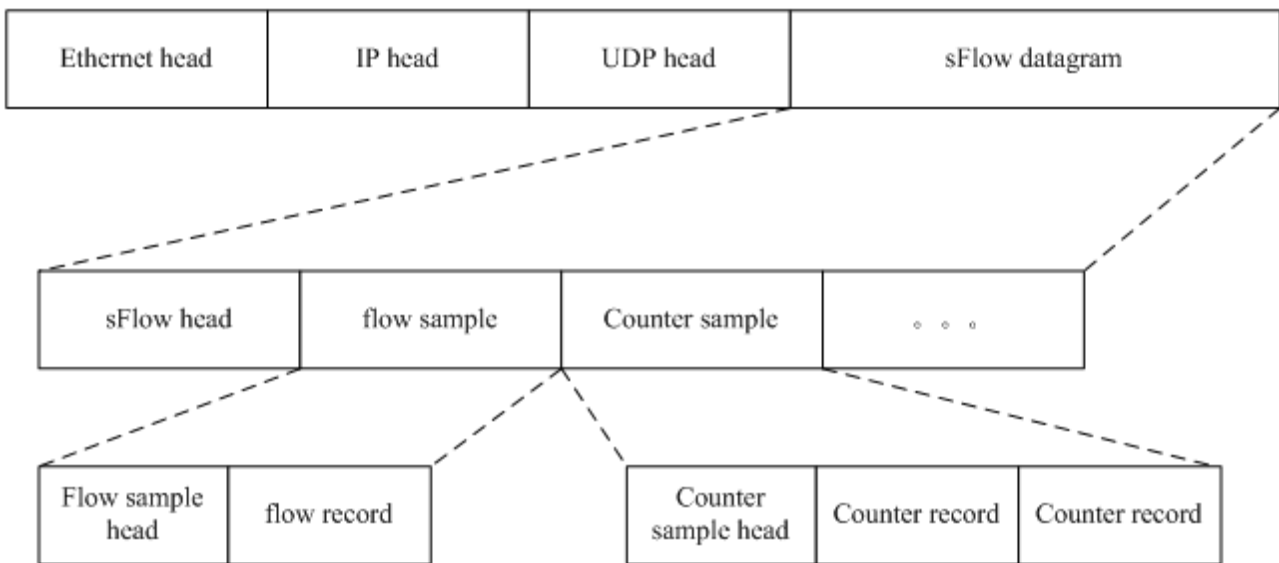 Ethernet head
IP head
UDP head
sFlow datagram
sFlow head
flow sample
Counter sample
。。。
Flow sample
head
flow record
Counter
sample head
Counter record
Counter record